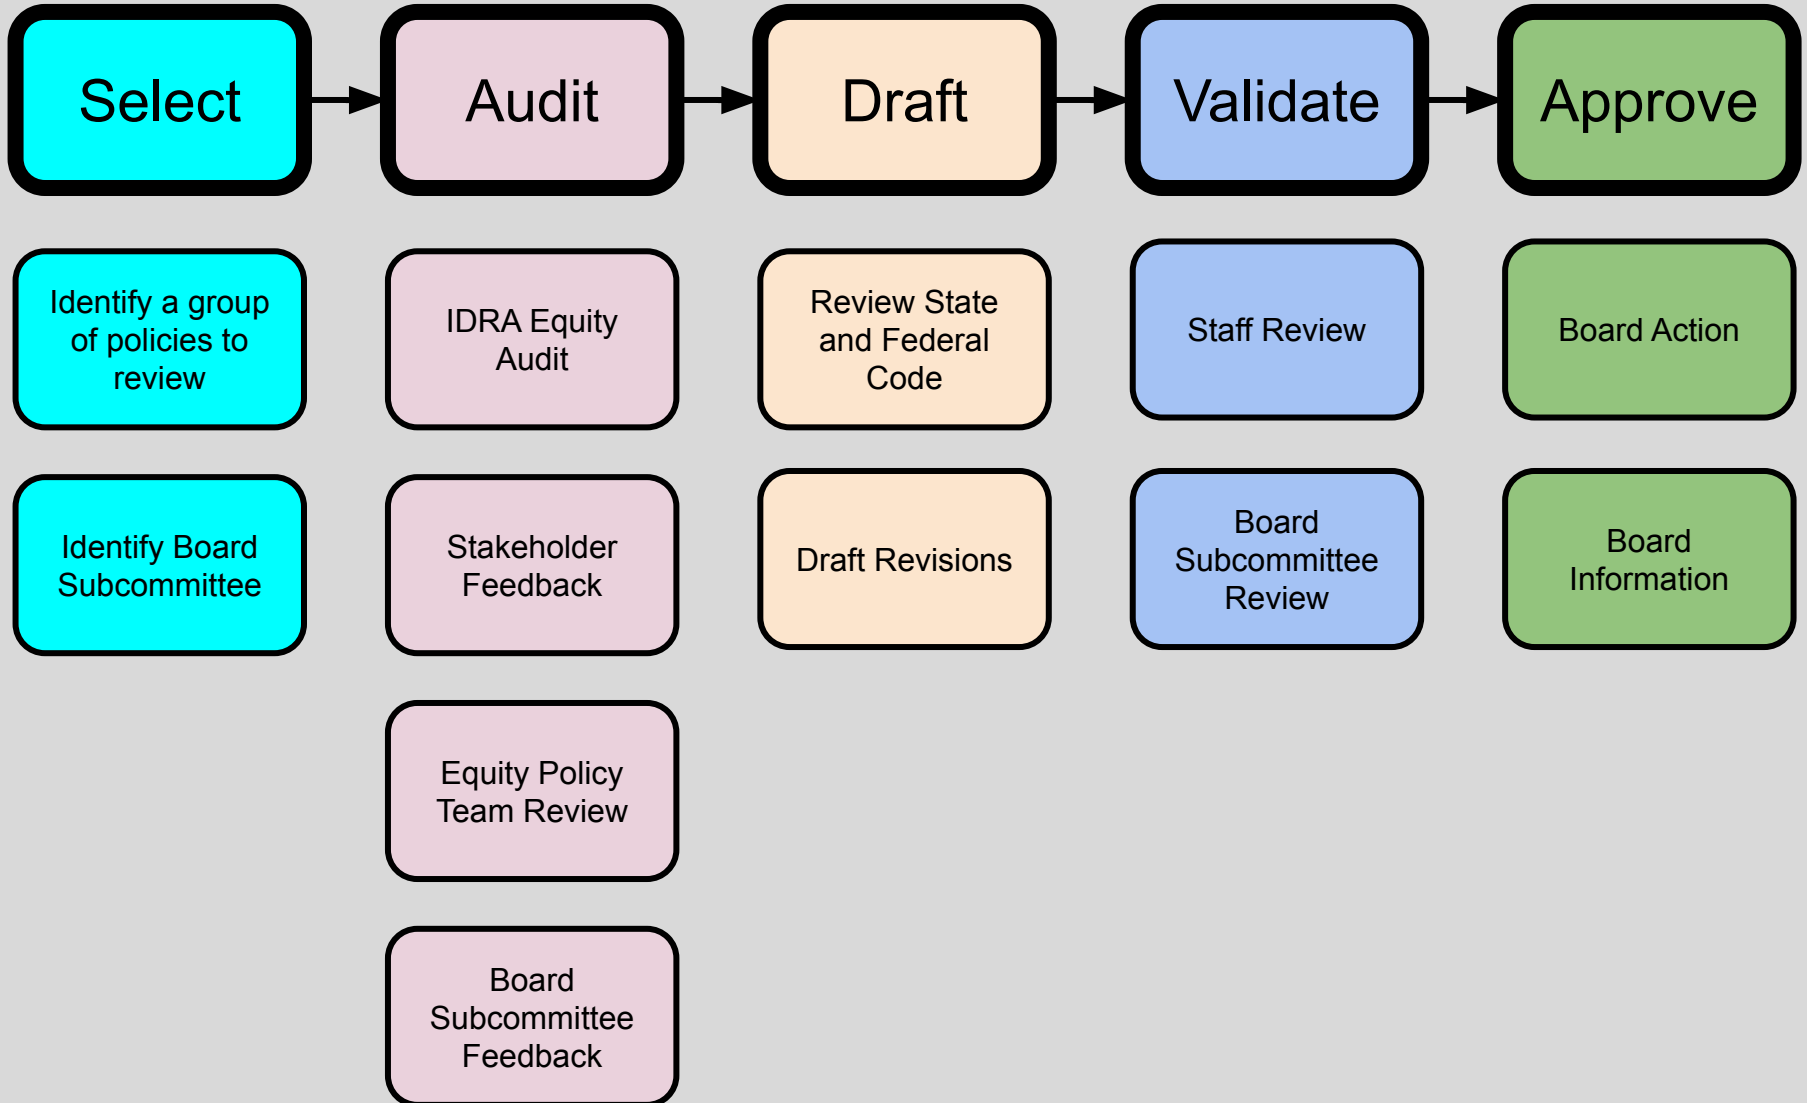 Select
Audit
Draft
Validate
Approve
Identify a group
of policies to
review
IDRA Equity
Audit
Review State
and Federal
Code
Staff Review
Board Action
Identify Board
Subcommittee
Stakeholder
Feedback
Draft Revisions
Board
Subcommittee
Review
Board
Information
Equity Policy
Team Review
Board
Subcommittee
Feedback